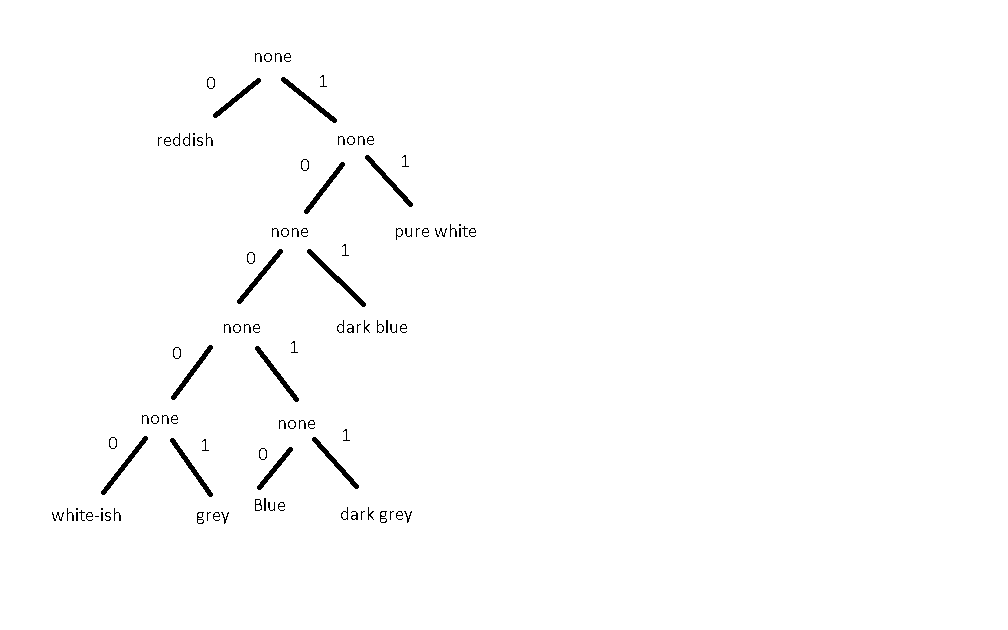 none
0 1
reddish none
0 1
none pure white
0 1
none dark blue
0 1
none none
0 1 0 1
white-ish grey Blue dark grey